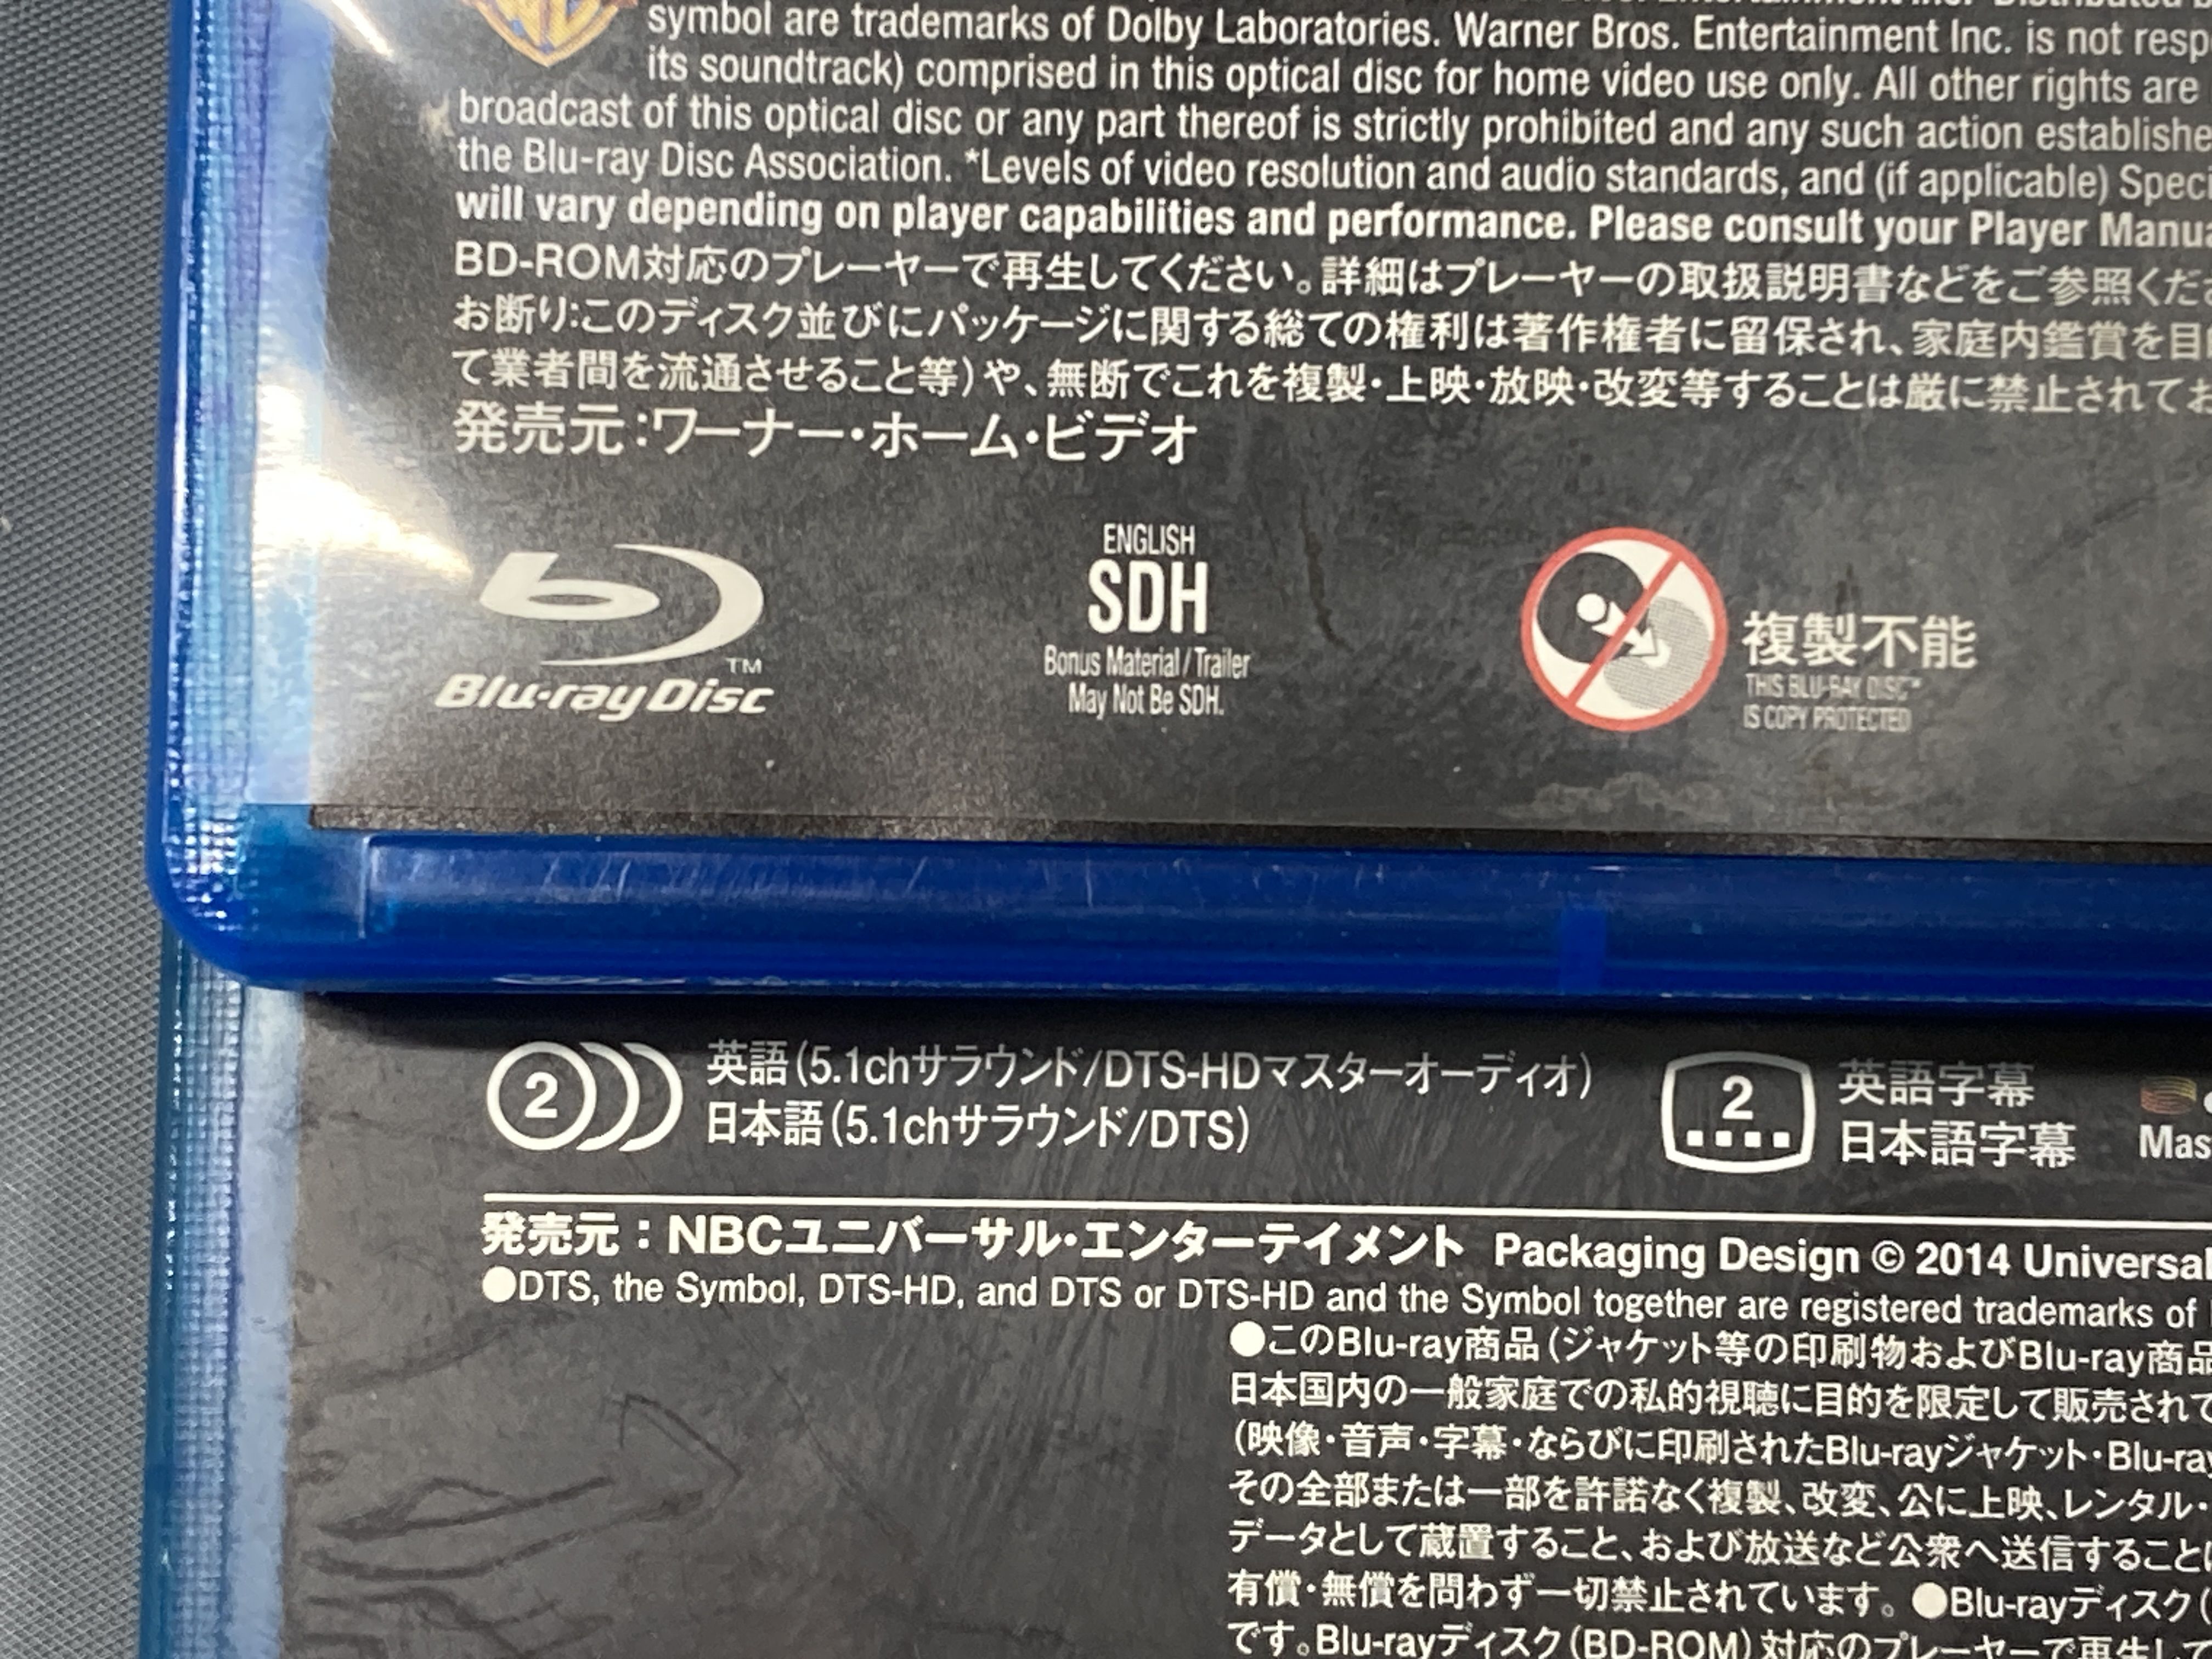 WB
symbol are trademarks of Dolby Laboratories. Warner Bros. Entertainment Inc. is not resp
its soundtrack) comprised in this optical disc for home video use only. All other rights are
broadcast of this optical disc or any part thereof is strictly prohibited and any such action establishe
the Blu-ray Disc Association. *Levels of video resolution and audio standards, and (if applicable) Speci
will vary depending on player capabilities and performance. Please consult your Player Manua
BD-ROM対応のプレーヤーで再生してください。詳細はプレーヤーの取扱説明書などをご参照くだ
お断り:このディスク並びにパッケージに関する総ての権利は著作権者に留保され、家庭内鑑賞を目
て業者間を流通させること等)や、無断でこれを複製・上映・放映・改変等することは厳に禁止されてお
発売元:ワーナー・ホーム・ビデオ
Blu-ray Disc TM
ENGLISH
SDH
Bonus Material / Trailer
May Not Be SDH.
複製不能
THIS BLU-RAY DISC™
IS COPY PROTECTED
2
英語(5.1chサラウンド/DTS-HDマスターオーディオ)
日本語(5.1chサラウンド/DTS)
2
英語字幕
日本語字幕
Mas
発売元:NBCユニバーサル・エンターテイメント Packaging Design © 2014 Universal
●DTS, the Symbol, DTS-HD, and DTS or DTS-HD and the Symbol together are registered trademarks of
●このBlu-ray商品(ジャケット等の印刷物およびBlu-ray商品
日本国内の一般家庭での私的視聴に目的を限定して販売されて
(映像・音声・字幕・ならびに印刷されたBlu-rayジャケット・Blu-ray
その全部または一部を許諾なく複製、改変、公に上映、レンタル・
データとして蔵置すること、および放送など公衆へ送信することは
有償・無償を問わず一切禁止されています。●Blu-rayディスク(
です。Blu-rayディスク(BD-ROM)対応のプレーヤーで再生して